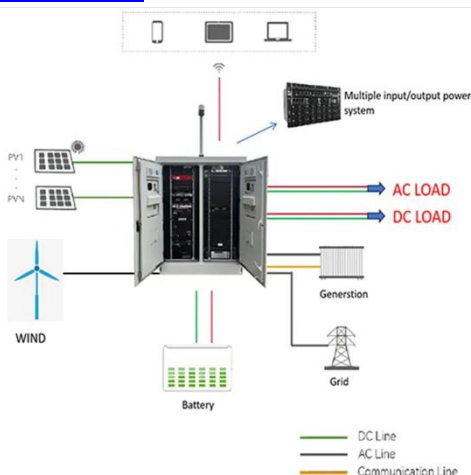 Multiple input/output power
system
PV1
PVN
AC LOAD
DC LOAD
WIND
Generstion
Grid
Battery
DC Line
AC Line
Communication Line